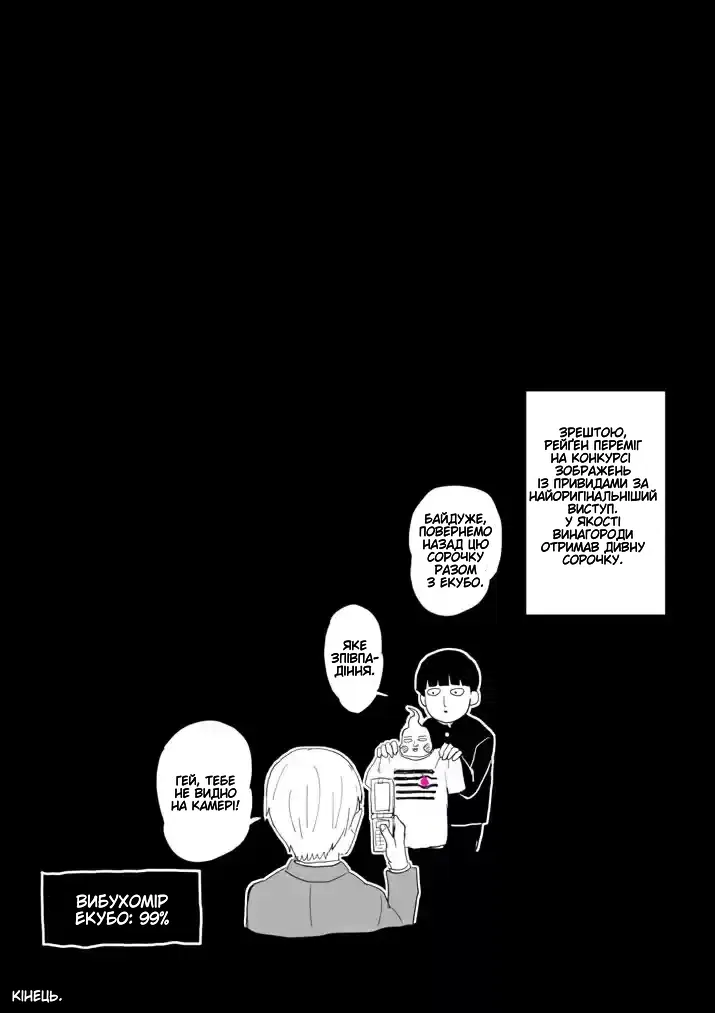 ЗРЕШТОЮ,
РЕЙҐЕН ПЕРЕМІГ
НА КОНКУРСІ
ЗОБРАЖЕНЬ
ІЗ ПРИВИДАМИ ЗА
НАЙОРИГІНАЛЬНІШИЙ
ВИСТУП.
У ЯКОСТІ
ВИНАГОРОДИ
ОТРИМАВ ДИВНУ
СОРОЧКУ.
БАЙДУЖЕ,
ПОВЕРНЕМО
НАЗАД ЦЮ
СОРОЧКУ
РАЗОМ
З ЕКУБО.
ЯКЕ
ЗПІВПА-
ДІННЯ.
ГЕЙ, ТЕБЕ
НЕ ВИДНО
НА КАМЕРІ!
ВИБУХОМІР
ЕКУБО: 99%
КІНЕЦЬ.